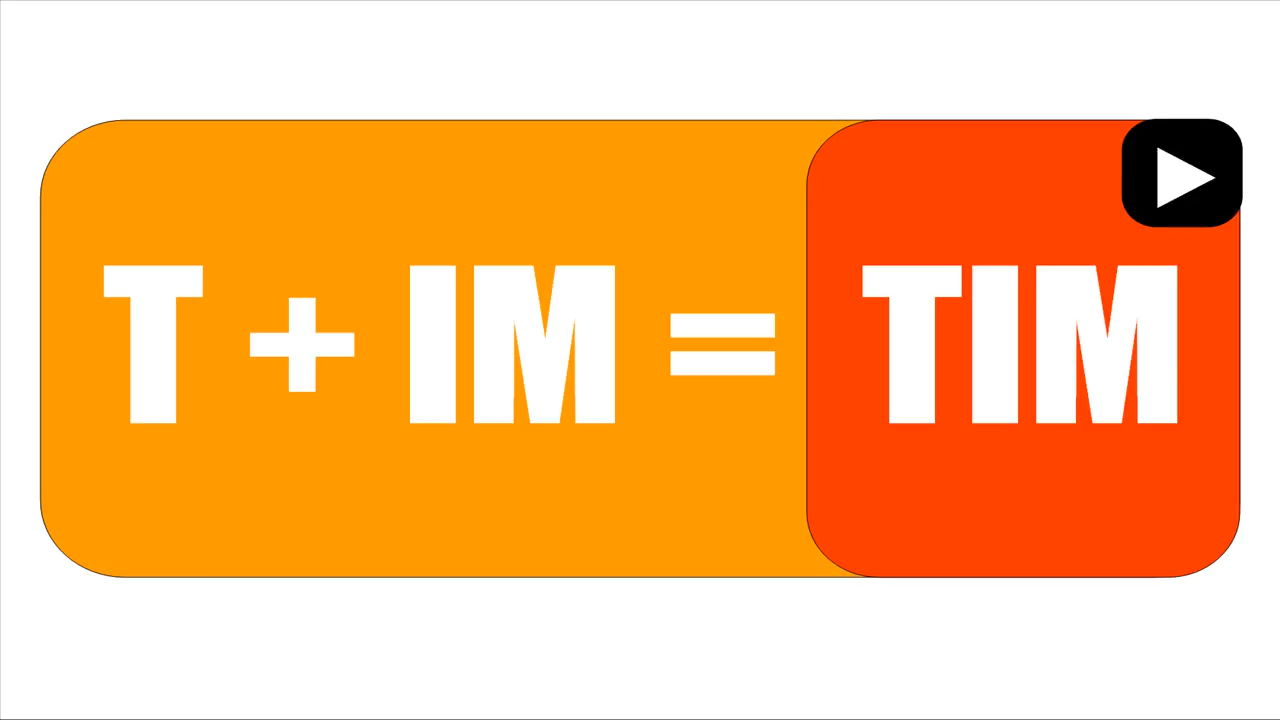 T + IM = TIM